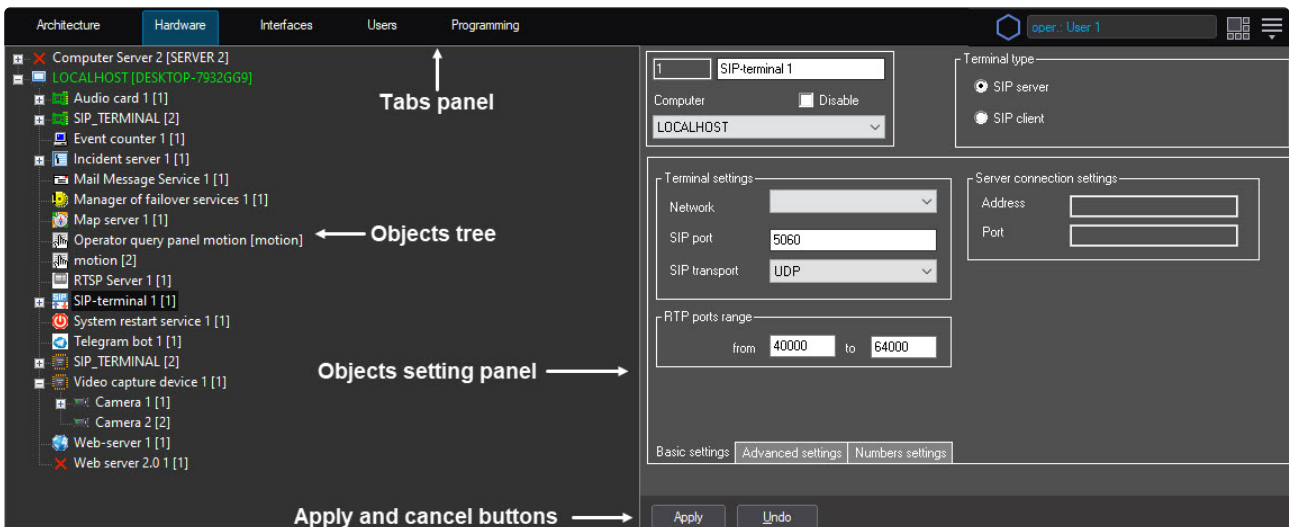 Architecture Hardware Interfaces Users Programming oper.: User 1
Computer Server 2 [SERVER 2]
LOCALHOST [DESKTOP-7932GG9]
Audio card 1 [1]
SIP_TERMINAL [2]
Event counter 1 [1]
Incident server 1 [1]
Mail Message Service 1 [1]
Manager of failover services 1 [1]
Map server 1 [1]
Operator query panel motion [motion]
motion [2]
RTSP Server 1 [1]
SIP-terminal 1 [1]
System restart service 1 [1]
Telegram bot 1 [1]
SIP_TERMINAL [2]
Video capture device 1 [1]
Camera 1 [1]
Camera 2 [2]
Web-server 1 [1]
Web server 2.0 1 [1]
Tabs panel
Objects tree
Objects setting panel
Apply and cancel buttons
1 SIP-terminal 1
Computer Disable
LOCALHOST
Terminal type
SIP server
SIP client
Terminal settings
Network
SIP port 5060
SIP transport UDP
RTP ports range
from 40000 to 64000
Server connection settings
Address
Port
Basic settings Advanced settings Numbers settings
Apply Undo